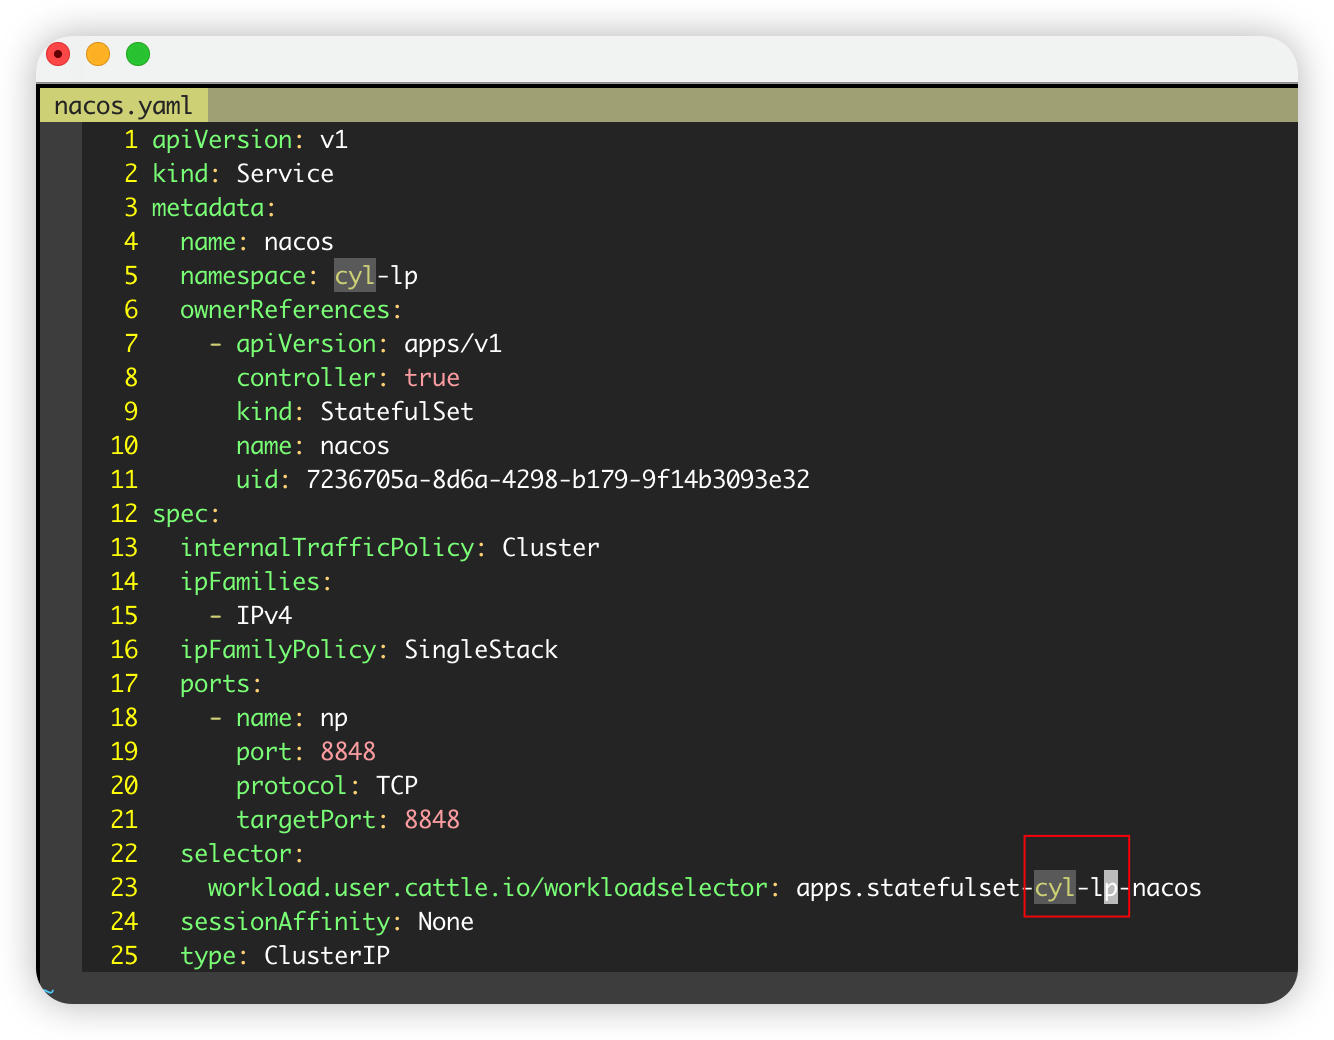 nacos.yaml
1 apiVersion: v1
2 kind: Service
3 metadata:
4   name: nacos
5   namespace: cyl-lp
6   ownerReferences:
7     - apiVersion: apps/v1
8       controller: true
9       kind: StatefulSet
10       name: nacos
11       uid: 7236705a-8d6a-4298-b179-9f14b3093e32
12 spec:
13   internalTrafficPolicy: Cluster
14   ipFamilies:
15     - IPv4
16   ipFamilyPolicy: SingleStack
17   ports:
18     - name: np
19       port: 8848
20       protocol: TCP
21       targetPort: 8848
22   selector:
23     workload.user.cattle.io/workloadselector: apps.statefulset-cyl-lp-nacos
24   sessionAffinity: None
25   type: ClusterIP
~